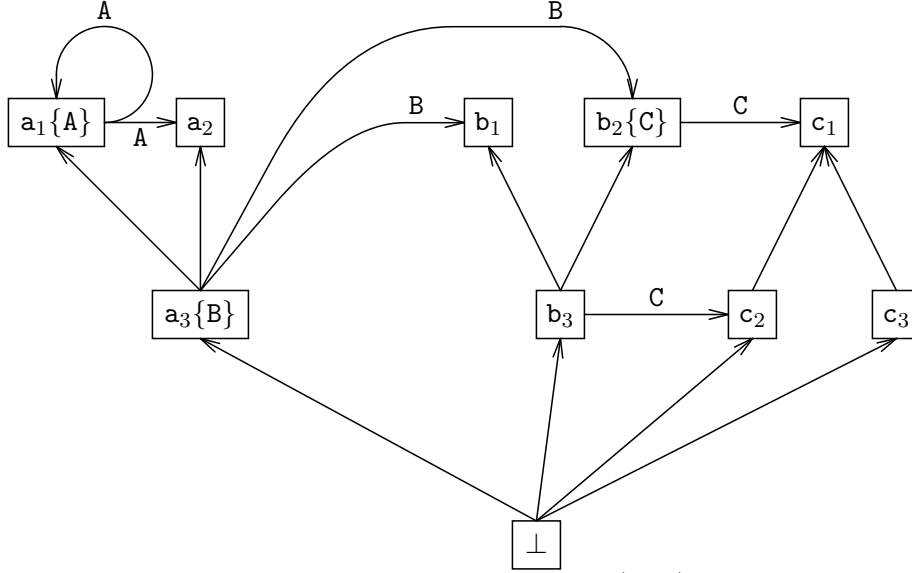 A
B
a₁{A}
A
a₂
B
b₁
b₂{C}
C
c₁
a₃{B}
b₃
C
c₂
c₃
⊥